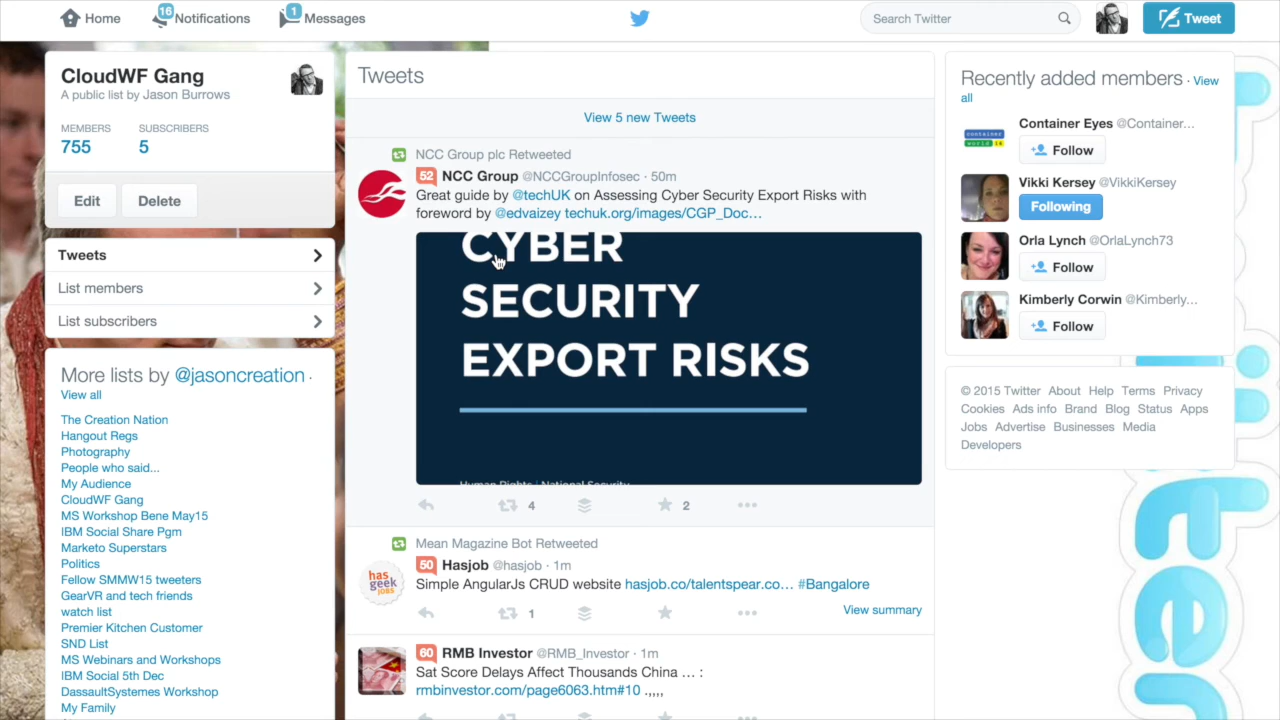 Home
16
Notifications
1
Messages
Search Twitter
Tweet
CloudWF Gang
A public list by Jason Burrows
MEMBERS
755
SUBSCRIBERS
5
Edit
Delete
Tweets
List members
List subscribers
More lists by @jasoncreation ·
View all
The Creation Nation
Hangout Regs
Photography
People who said...
My Audience
CloudWF Gang
MS Workshop Bene May15
IBM Social Share Pgm
Marketo Superstars
Politics
Fellow SMMW15 tweeters
GearVR and tech friends
watch list
Premier Kitchen Customer
SND List
MS Webinars and Workshops
IBM Social 5th Dec
DassaultSystemes Workshop
My Family
Tweets
View 5 new Tweets
NCC Group plc Retweeted
52 NCC Group @NCCGroupInfosec · 50m
Great guide by @techUK on Assessing Cyber Security Export Risks with
foreword by @edvaizey techuk.org/images/CGP_Doc…
CYBER
SECURITY
EXPORT RISKS
Human Rights | National Security
4
2
Mean Magazine Bot Retweeted
has
geek
jobs
50 Hasjob @hasjob · 1m
Simple AngularJs CRUD website hasjob.co/talentspear.co… #Bangalore
1
View summary
60 RMB Investor @RMB_Investor · 1m
Sat Score Delays Affect Thousands China … :
rmbinvestor.com/page6063.htm#10 .,,,,
Recently added members · View
all
container
world
Container Eyes @Container…
Follow
Vikki Kersey @VikkiKersey
Following
Orla Lynch @OrlaLynch73
Follow
Kimberly Corwin @Kimberly…
Follow
© 2015 Twitter About Help Terms Privacy
Cookies Ads info Brand Blog Status Apps
Jobs Advertise Businesses Media
Developers